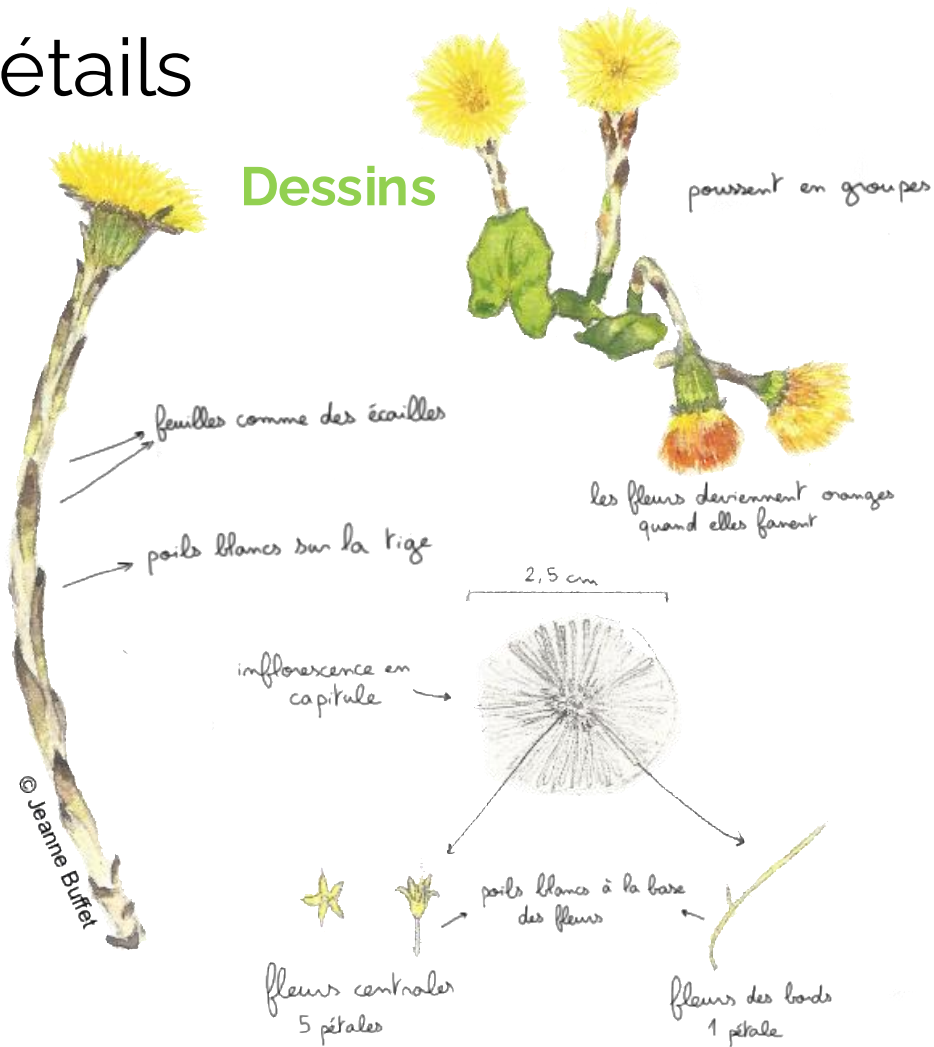 étails
Dessins
poussent en groupes
feuilles comme des écailles
les fleurs deviennent oranges
quand elles fanent
poils blancs sur la tige
2,5 cm
inflorescence en
capitule
© Jeanne Buffet
poils blancs à la base
des fleurs
fleurs centrales
5 pétales
fleurs des bords
1 pétale